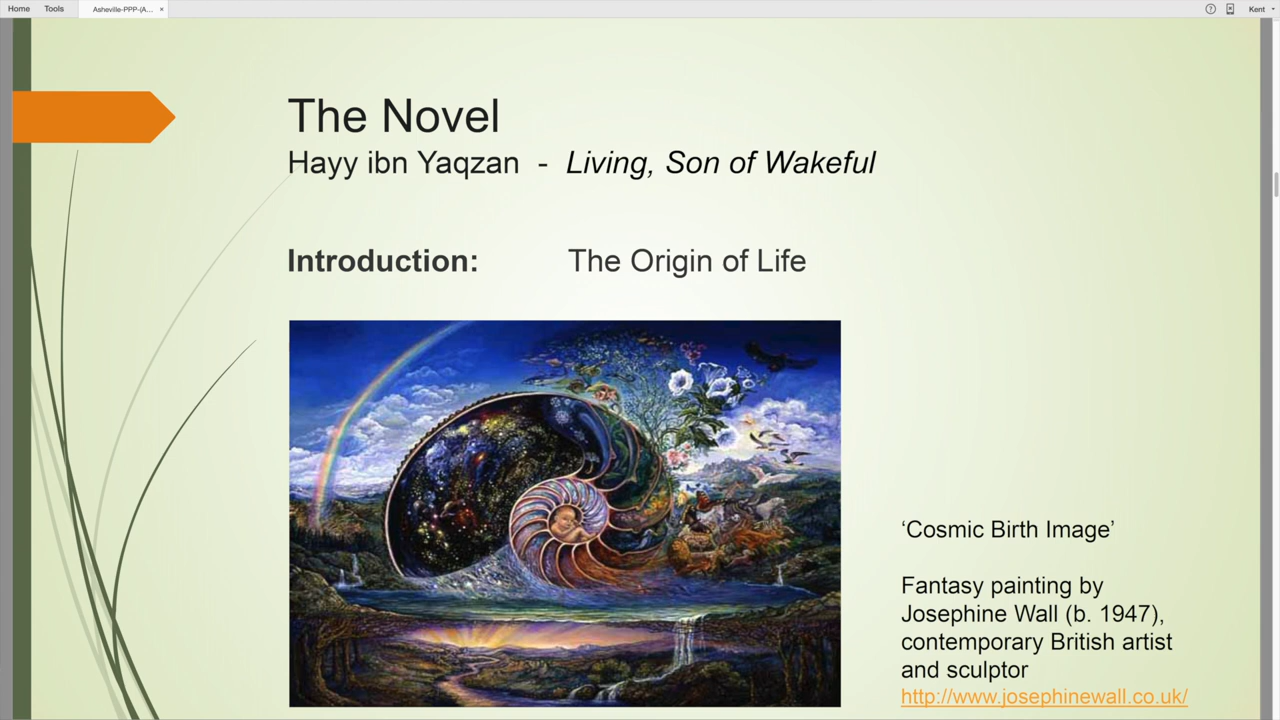 Home Tools Asheville-PPP-(A... × ? Kent
The Novel
Hayy ibn Yaqzan - Living, Son of Wakeful
Introduction: The Origin of Life
‘Cosmic Birth Image’
Fantasy painting by
Josephine Wall (b. 1947),
contemporary British artist
and sculptor
http://www.josephinewall.co.uk/